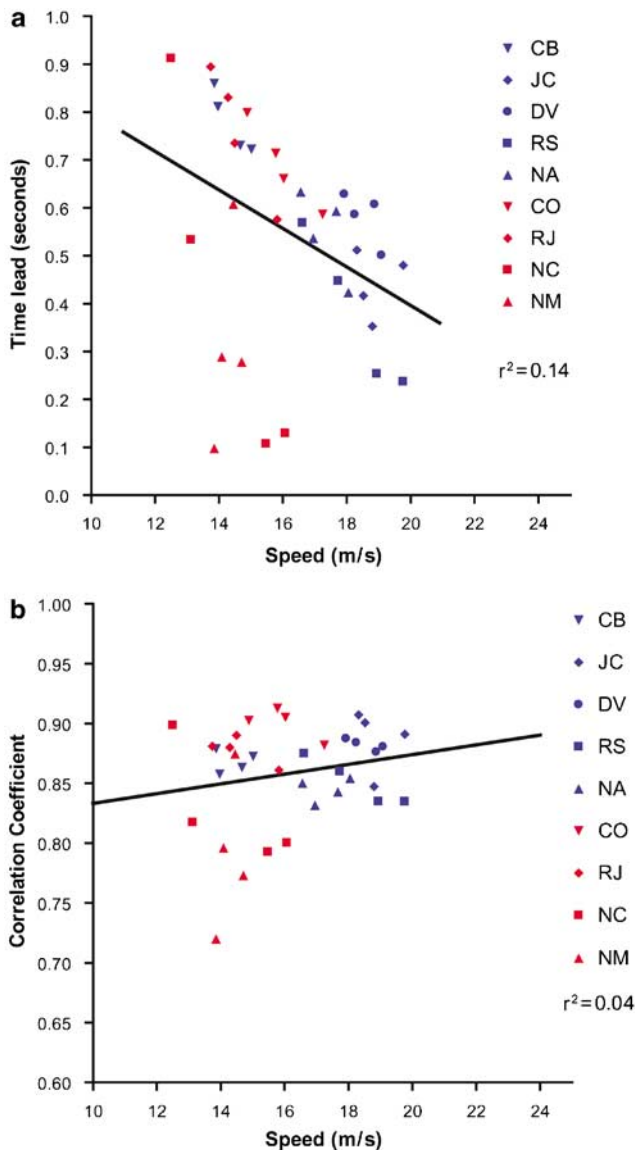 a
Time lead (seconds)
1.0
0.9
0.8
0.7
0.6
0.5
0.4
0.3
0.2
0.1
0.0
10 12 14 16 18 20 22 24
Speed (m/s)
CB
JC
DV
RS
NA
CO
RJ
NC
NM
r²=0.14
b
Correlation Coefficient
1.00
0.95
0.90
0.85
0.80
0.75
0.70
0.65
0.60
10 12 14 16 18 20 22 24
Speed (m/s)
CB
JC
DV
RS
NA
CO
RJ
NC
NM
r²=0.04